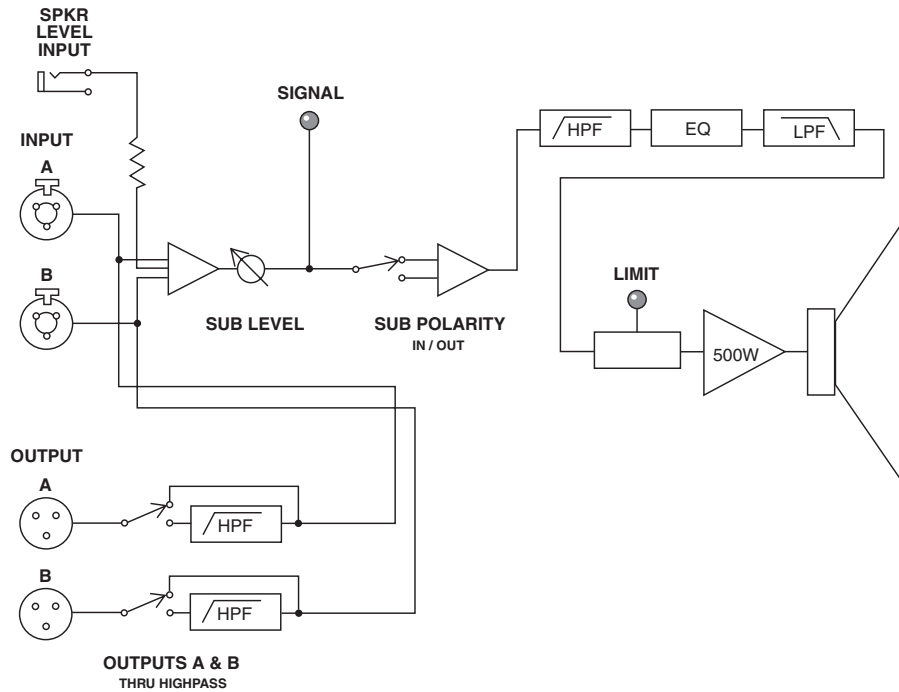 SPKR
LEVEL
INPUT
SIGNAL
INPUT
A
B
HPF
EQ
LPF
SUB LEVEL
SUB POLARITY
IN / OUT
LIMIT
500W
OUTPUT
A
HPF
B
HPF
OUTPUTS A & B
THRU HIGHPASS